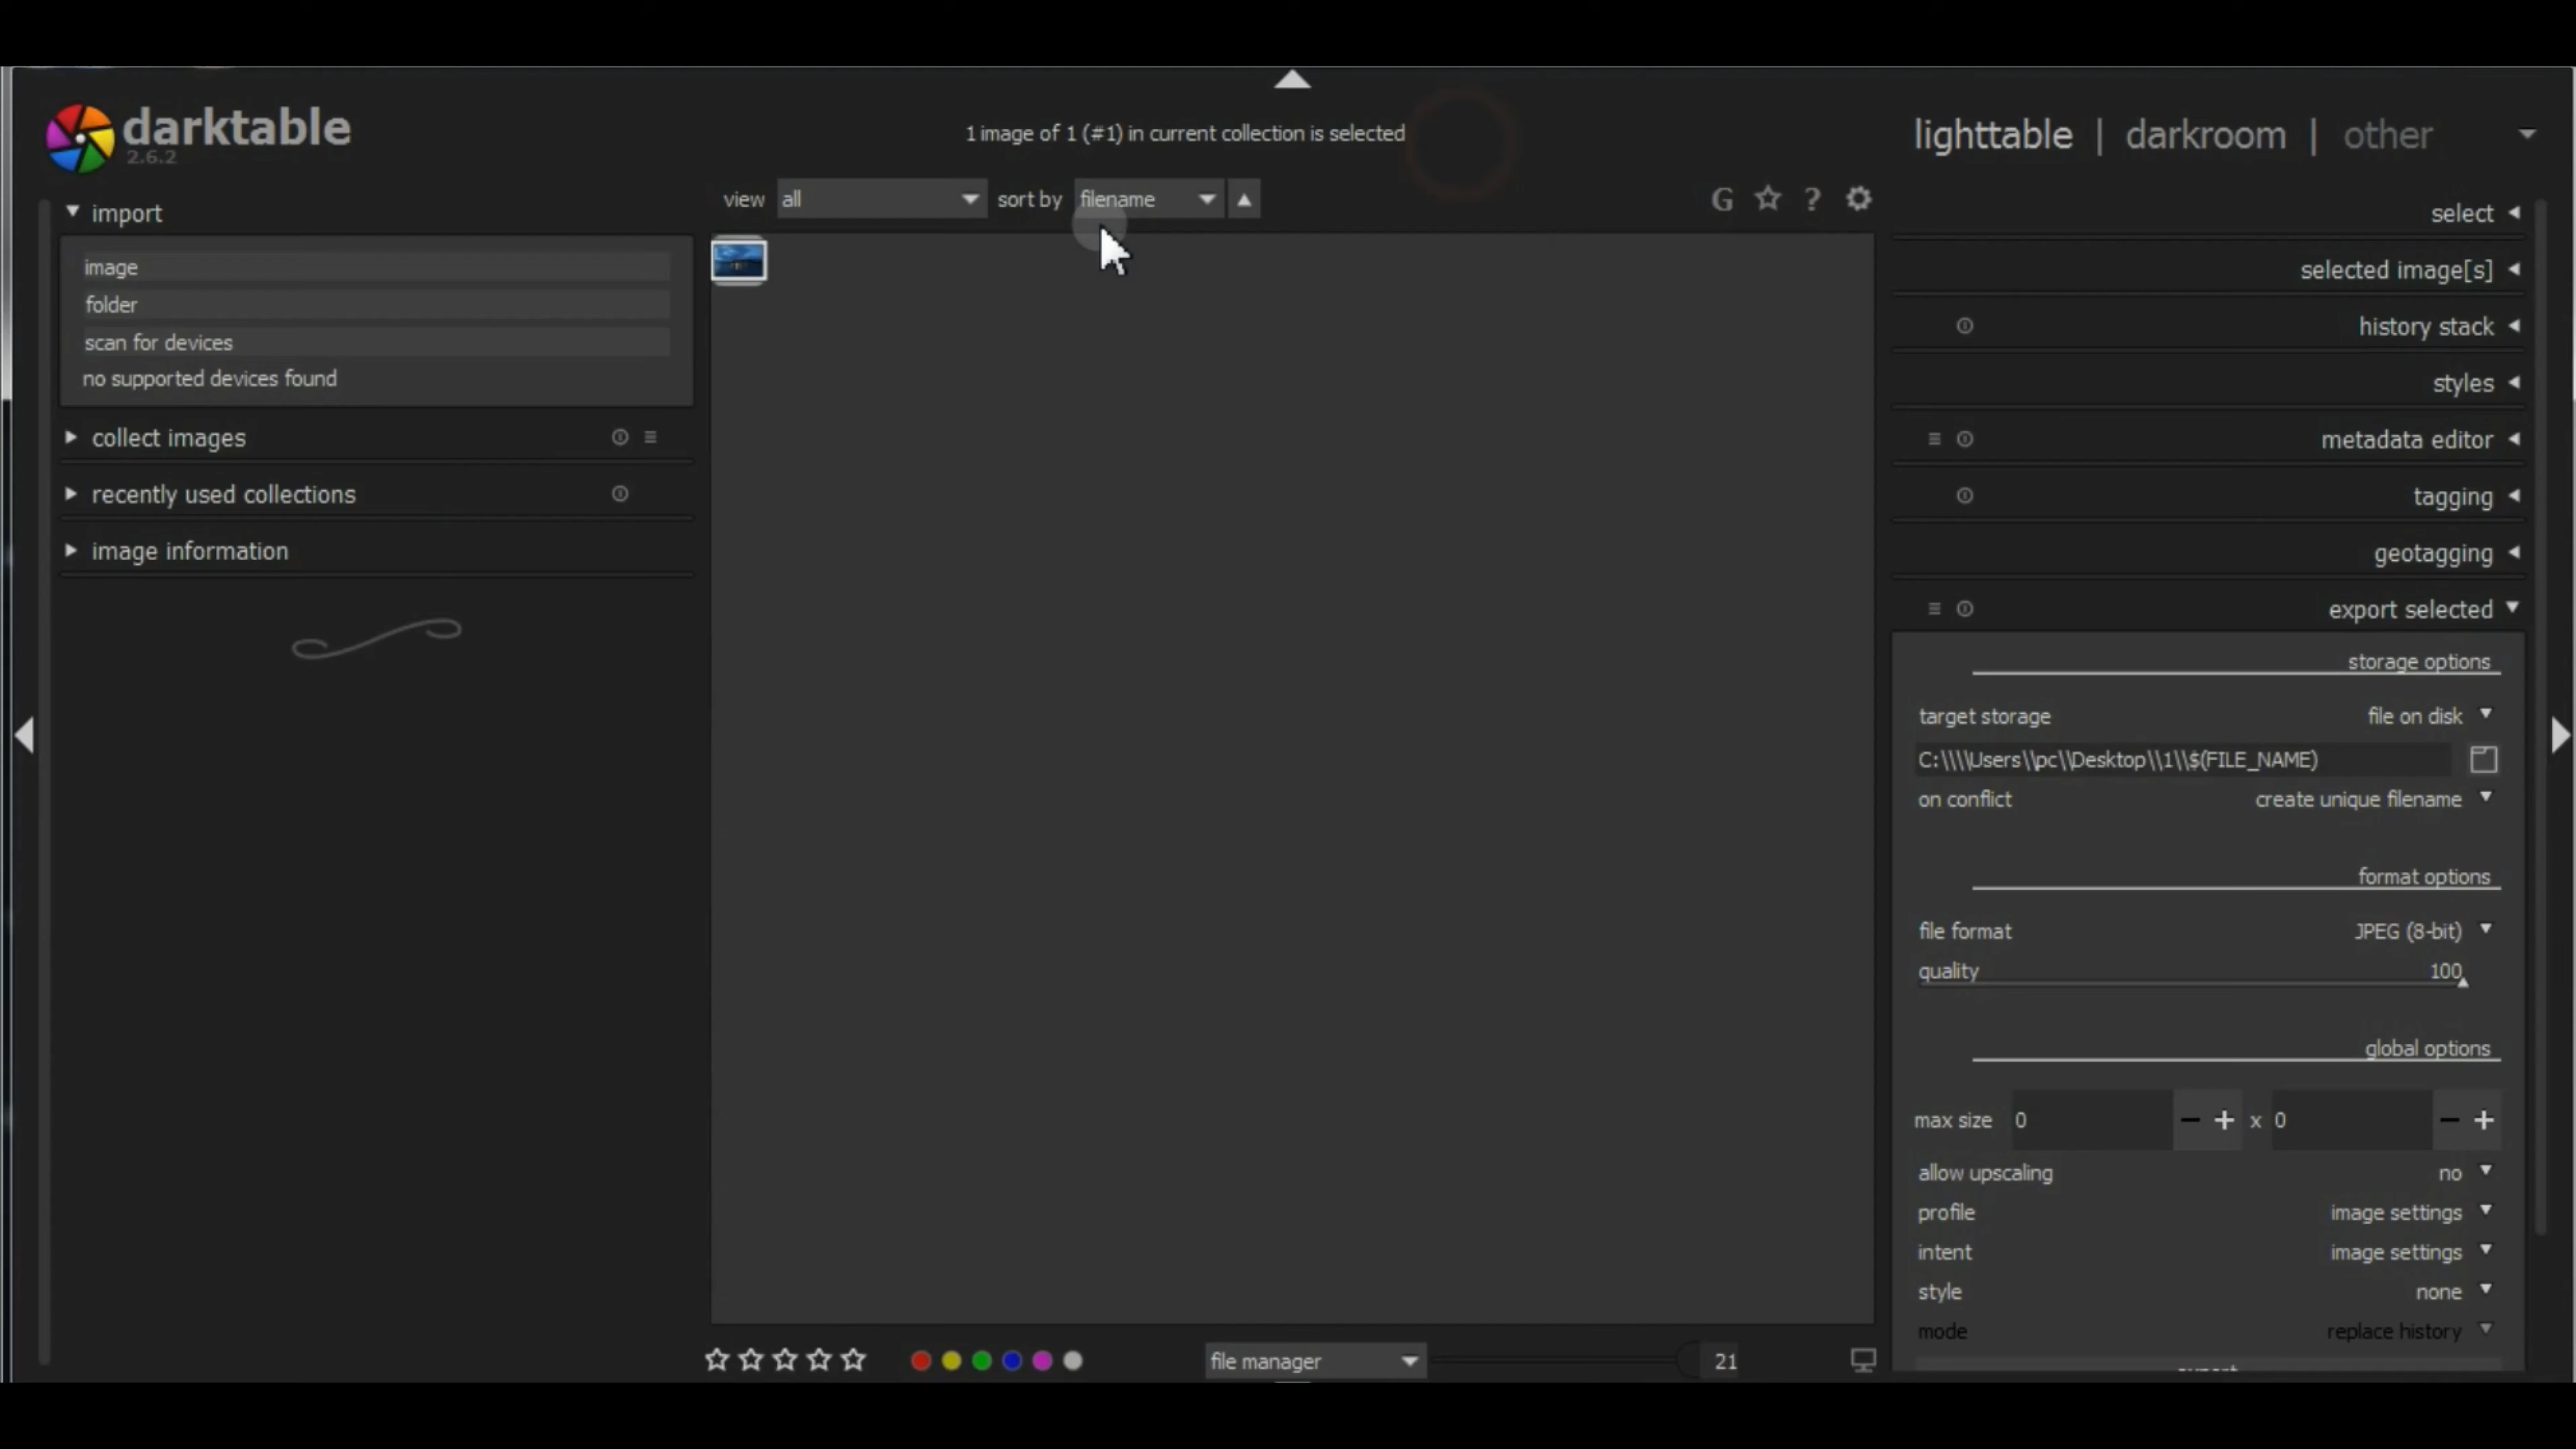 darktable
2.6.2
1 image of 1 (#1) in current collection is selected
lighttable | darkroom | other
view all sort by filename
G ?
import
image
folder
scan for devices
no supported devices found
collect images
recently used collections
image information
select
selected image[s]
history stack
styles
metadata editor
tagging
geotagging
export selected
storage options
target storage file on disk
C:\\\\Users\\pc\\Desktop\\1\\$(FILE_NAME)
on conflict create unique filename
format options
file format JPEG (8-bit)
quality 100
global options
max size 0 − + x 0 − +
allow upscaling no
profile image settings
intent image settings
style none
mode replace history
file manager 21